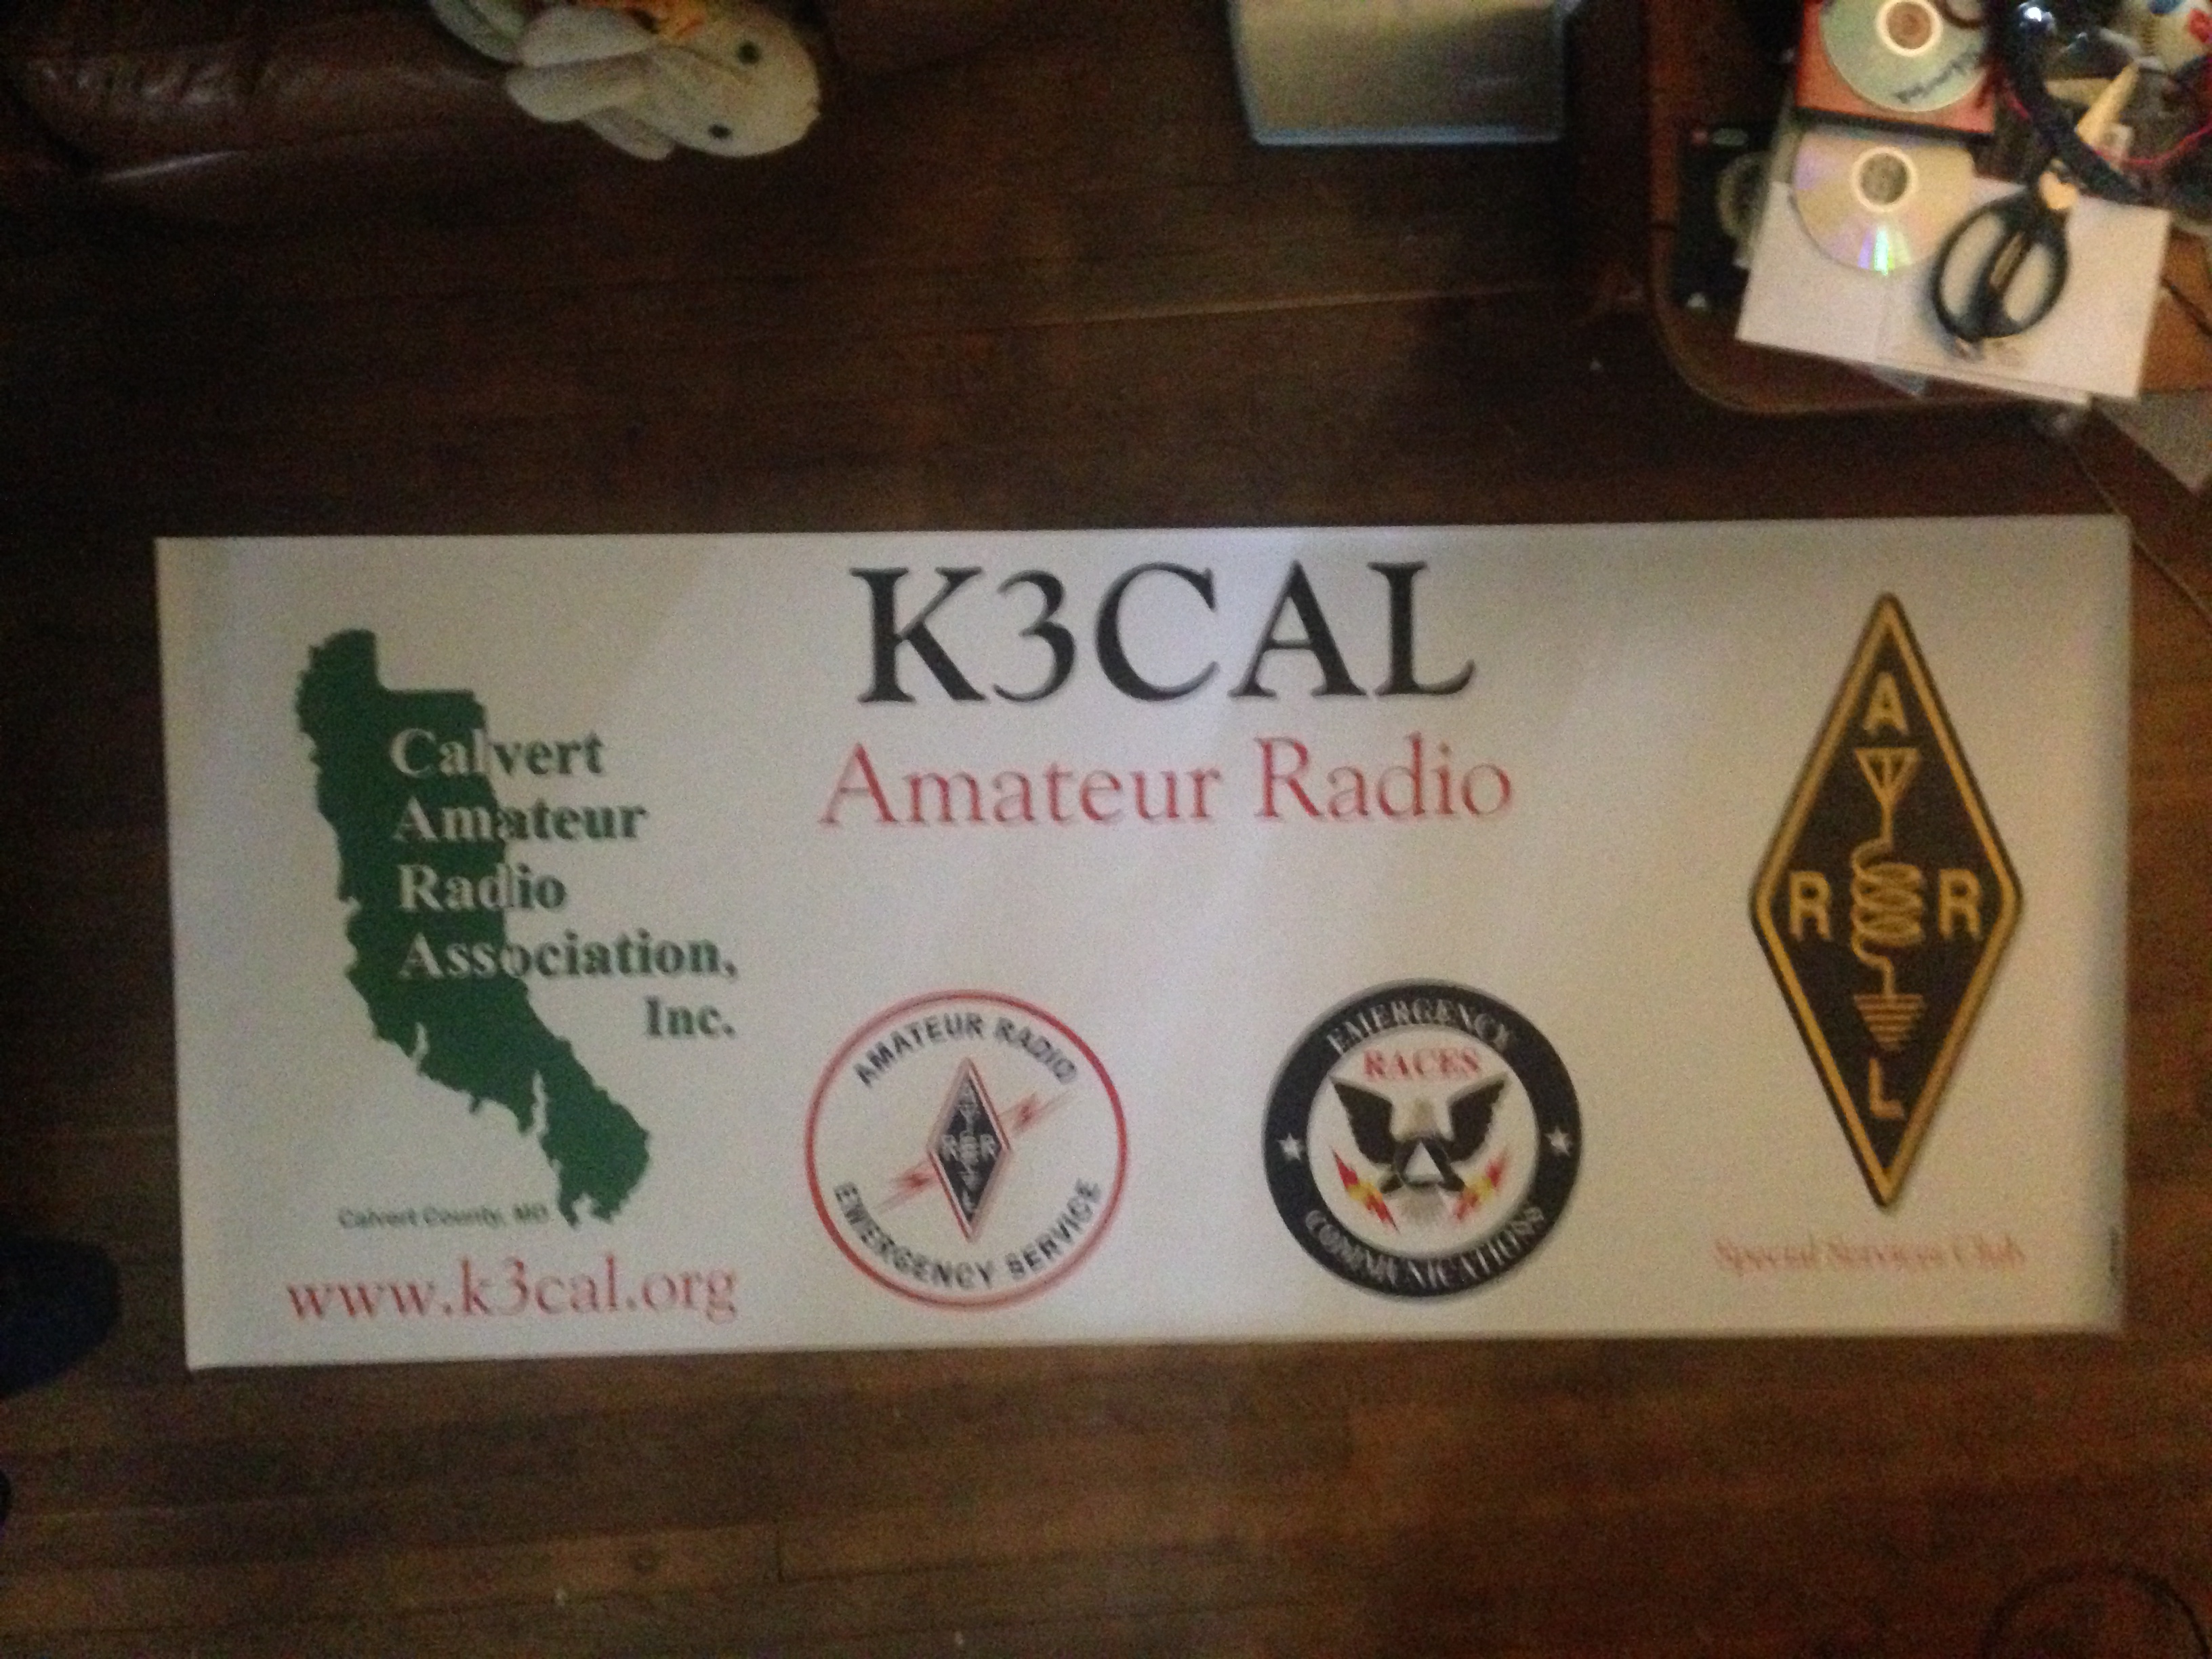 K3CAL
Amateur Radio
Calvert
Amateur
Radio
Association,
Inc.
Calvert County, MD
www.k3cal.org
AMATEUR RADIO
A
R R
L
EMERGENCY SERVICE
EMERGENCY
RACES
COMMUNICATIONS
A
R R
L
Special Services Club